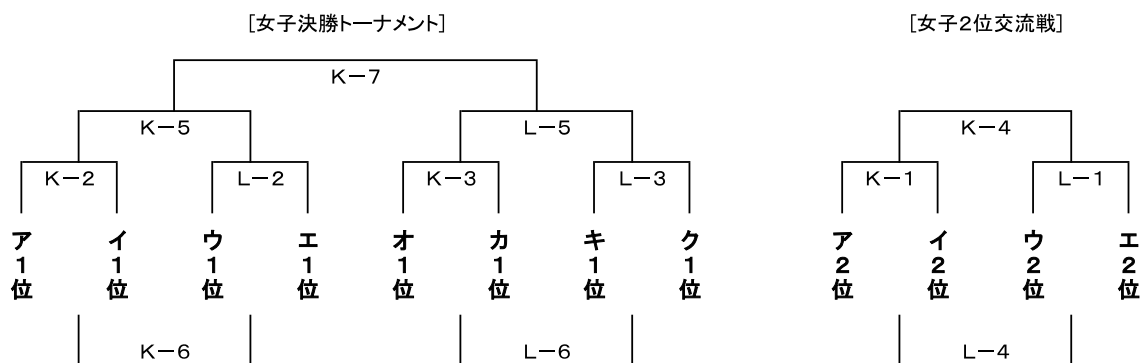 [女子決勝トーナメント]
[女子2位交流戦]
K－7
K－5
L－5
K－4
K－2
L－2
K－3
L－3
K－1
L－1
ア1位
イ1位
ウ1位
エ1位
オ1位
カ1位
キ1位
ク1位
ア2位
イ2位
ウ2位
エ2位
K－6
L－6
L－4